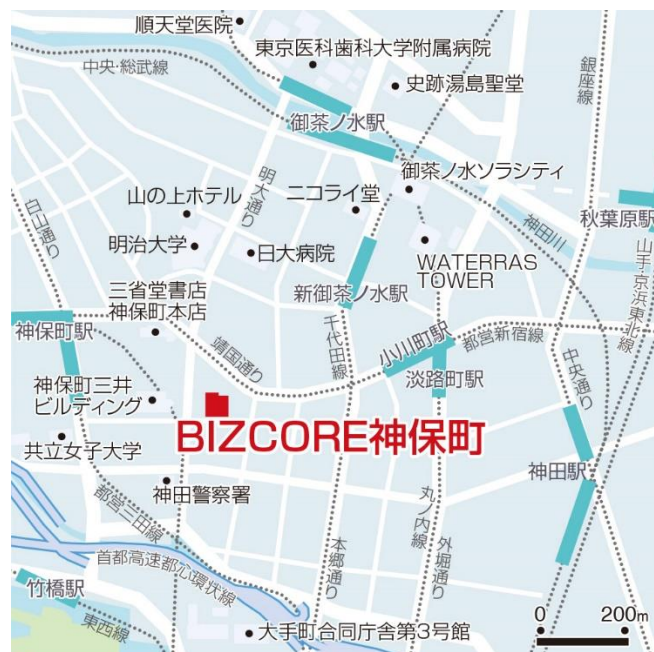 順天堂医院
東京医科歯科大学附属病院
中央・総武線
史跡湯島聖堂
銀座線
御茶ノ水駅
御茶ノ水ソラシティ
明大通り
山の上ホテル
ニコライ堂
白山通り
秋葉原駅
神田川
明治大学
日大病院
WATERRAS
TOWER
山手・京浜東北線
三省堂書店
神保町本店
新御茶ノ水駅
神保町駅
靖国通り
千代田線
小川町駅
都営新宿線
淡路町駅
中央通り
神保町三井
ビルディング
BIZCORE神保町
共立女子大学
神田駅
神田警察署
都営三田線
丸ノ内線
外堀通り
本郷通り
首都高速都心環状線
竹橋駅
東西線
大手町合同庁舎第3号館
0 200m